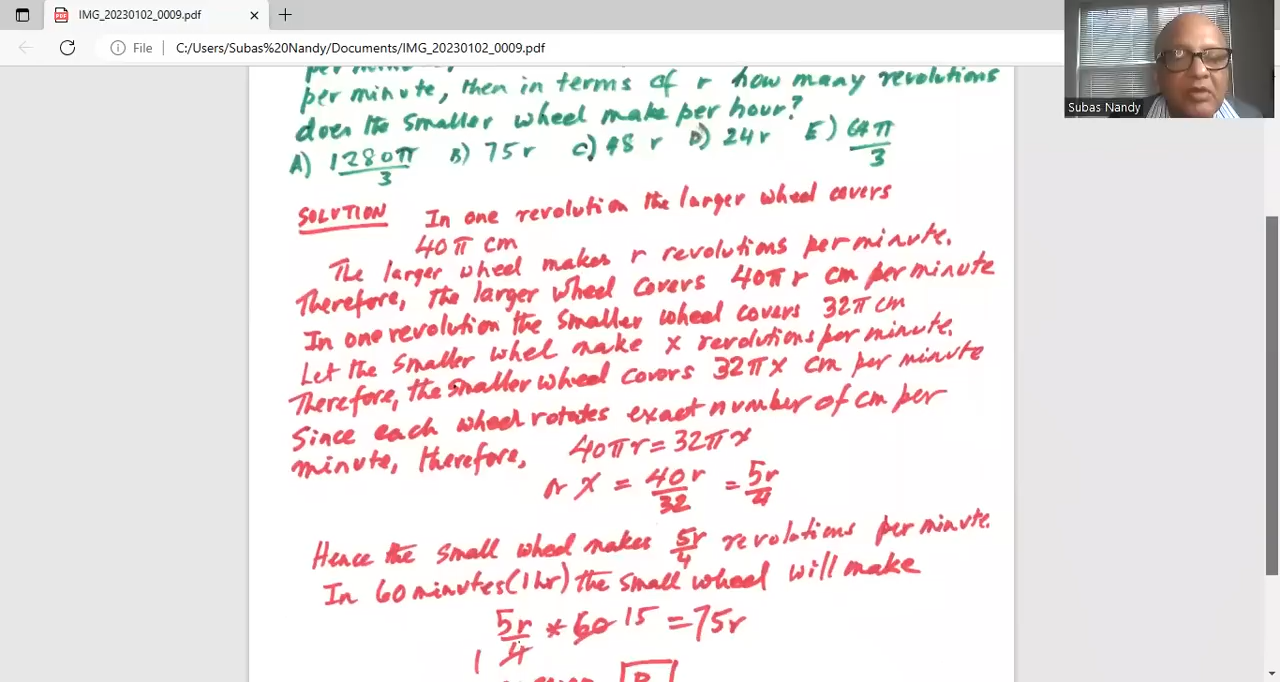 IMG_20230102_0009.pdf
File C:/Users/Subas%20Nandy/Documents/IMG_20230102_0009.pdf
Subas Nandy
per minute, then in terms of r how many revolutions
does the smaller wheel make per hour?
A) 1280π/3 B) 75r C) 48 r D) 24r E) 64π/3
SOLUTION In one revolution the larger wheel covers
40π cm
The larger wheel makes r revolutions per minute.
Therefore, the larger wheel covers 40π r cm per minute
In one revolution the smaller wheel covers 32π cm
Let the smaller whel make x revolutions per minute.
Therefore, the smaller wheel covers 32πx cm per minute
Since each wheel rotates exact number of cm per
minute, therefore, 40πr = 32πx
or x = 40r/32 = 5r/4
Hence the small wheel makes 5r/4 revolutions per minute.
In 60 minutes (1 hr) the small wheel will make
5r/4 * 60 15 = 75r
1
B